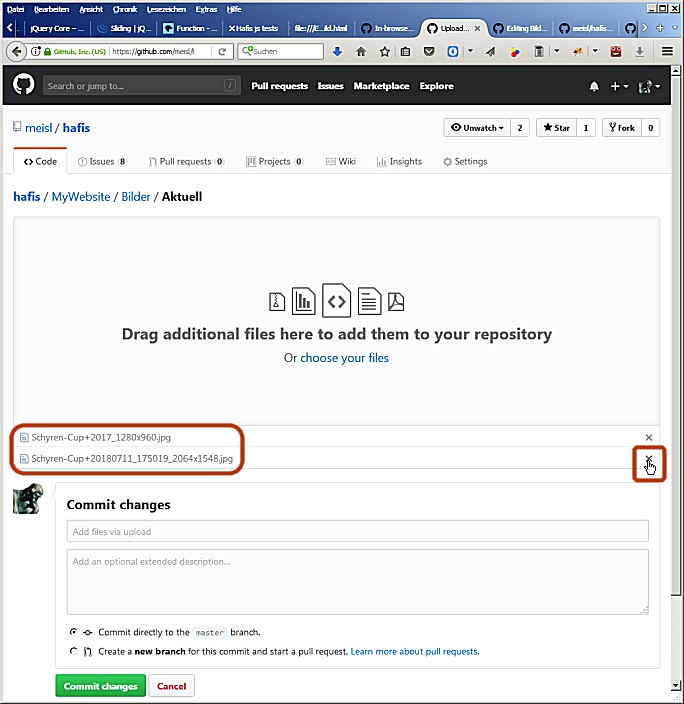 Datei Bearbeiten Ansicht Chronik Lesezeichen Extras Hilfe
jQuery Core – ... Sliding | jQ... Function - ... Hafis js tests file:///E...ild.html In-browse... Upload... Editing Bild... meisl/hafis...
GitHub, Inc. (US) https://github.com/meisl/l Suchen
Search or jump to... / Pull requests Issues Marketplace Explore
meisl / hafis Unwatch 2 Star 1 Fork 0
Code Issues 8 Pull requests 0 Projects 0 Wiki Insights Settings
hafis / MyWebsite / Bilder / Aktuell
Drag additional files here to add them to your repository
Or choose your files
Schyren-Cup+2017_1280x960.jpg
Schyren-Cup+20180711_175019_2064x1548.jpg
Commit changes
Add files via upload
Add an optional extended description...
Commit directly to the master branch.
Create a new branch for this commit and start a pull request. Learn more about pull requests.
Commit changes Cancel